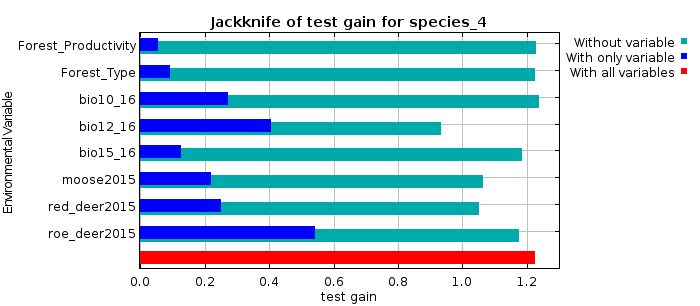 Jackknife of test gain for species_4
Without variable
With only variable
With all variables
Environmental Variable
Forest_Productivity
Forest_Type
bio10_16
bio12_16
bio15_16
moose2015
red_deer2015
roe_deer2015
0.0 0.2 0.4 0.6 0.8 1.0 1.2
test gain